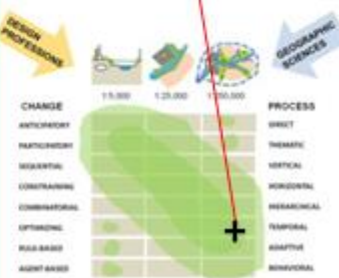 DESIGN PROFESSIONS
GEOGRAPHIC SCIENCES
1:5,000 1:25,000 1:250,000
CHANGE PROCESS
ANTICIPATORY DIRECT
PARTICIPATORY THEMATIC
SEQUENTIAL VERTICAL
CONSTRAINING HORIZONTAL
COMBINATORIAL HIERARCHICAL
OPTIMIZING TEMPORAL
RULE-BASED ADAPTIVE
AGENT-BASED BEHAVIORAL